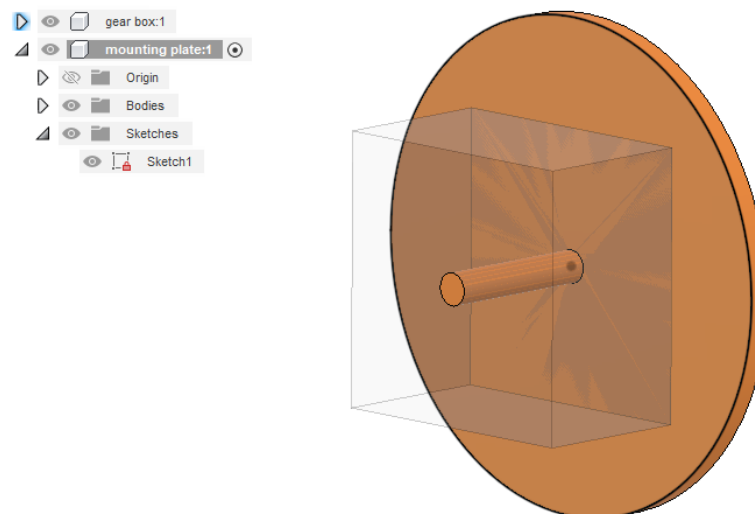 gear box:1
mounting plate:1
Origin
Bodies
Sketches
Sketch1